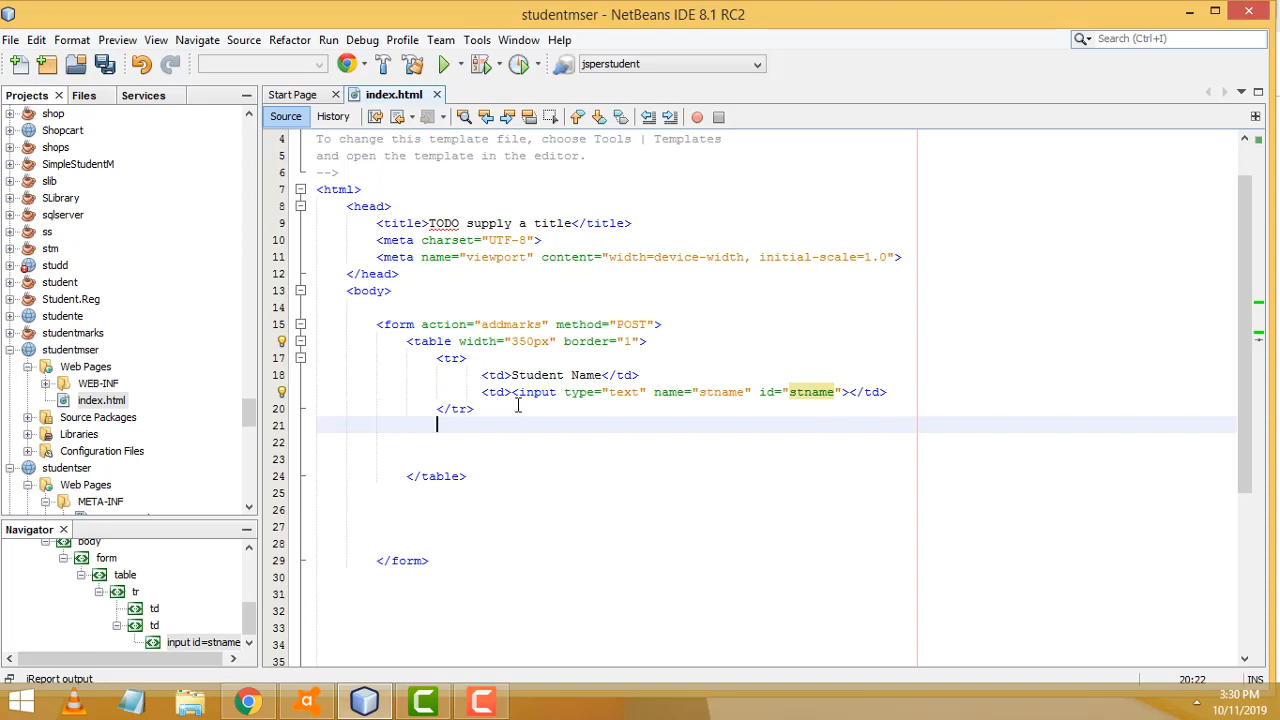 studentmser - NetBeans IDE 8.1 RC2
File Edit Format Preview View Navigate Source Refactor Run Debug Profile Team Tools Window Help
Search (Ctrl+I)
jsperstudent
Projects Files Services
Start Page index.html
Source History
shop
Shopcart
shops
SimpleStudentM
slib
SLibrary
sqlserver
ss
stm
studd
student
Student.Reg
studente
studentmarks
studentmser
Web Pages
WEB-INF
index.html
Source Packages
Libraries
Configuration Files
studentser
Web Pages
META-INF
Navigator
body
form
table
tr
td
td
input id=stname
4 To change this template file, choose Tools | Templates
5 and open the template in the editor.
6 -->
7 <html>
8 <head>
9 <title>TODO supply a title</title>
10 <meta charset="UTF-8">
11 <meta name="viewport" content="width=device-width, initial-scale=1.0">
12 </head>
13 <body>
14
15 <form action="addmarks" method="POST">
16 <table width="350px" border="1">
17 <tr>
18 <td>Student Name</td>
19 <td><input type="text" name="stname" id="stname"></td>
20 </tr>
21
22
23
24 </table>
25
26
27
28
29 </form>
30
31
32
33
34
35
iReport output
20:22 INS
3:30 PM
10/11/2019